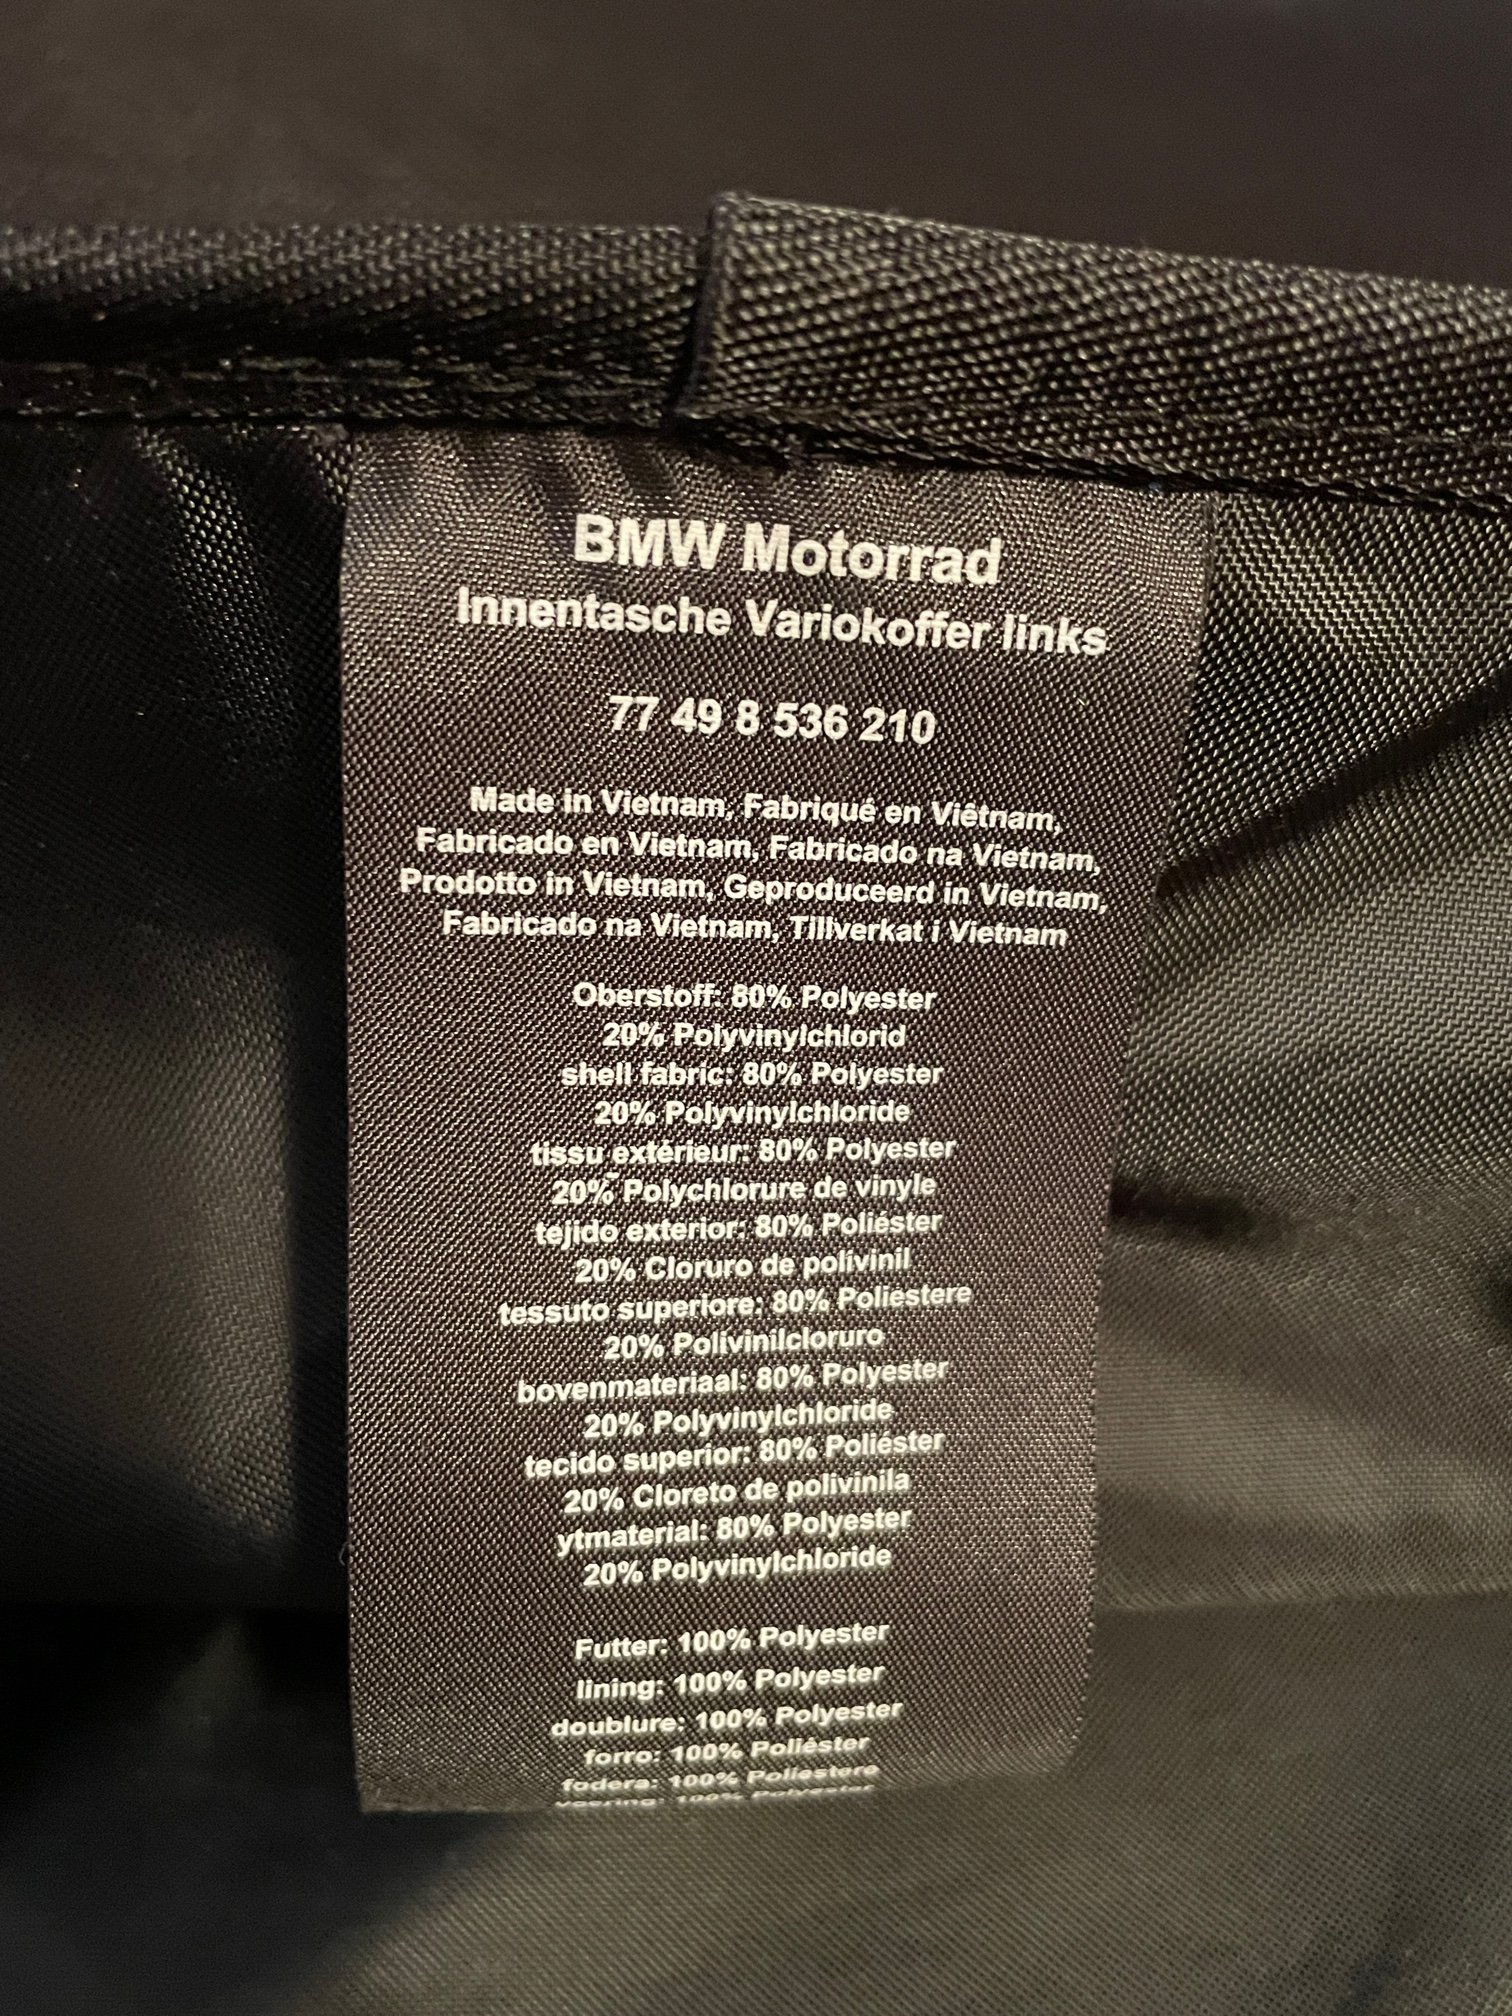 BMW Motorrad
Innentasche Variokoffer links
77 49 8 536 210
Made in Vietnam, Fabriqué en Viêtnam,
Fabricado en Vietnam, Fabricado na Vietnam,
Prodotto in Vietnam, Geproduceerd in Vietnam,
Fabricado na Vietnam, Tillverkat i Vietnam
Oberstoff: 80% Polyester
20% Polyvinylchlorid
shell fabric: 80% Polyester
20% Polyvinylchloride
tissu extérieur: 80% Polyester
20% Polychlorure de vinyle
tejido exterior: 80% Poliéster
20% Cloruro de polivinil
tessuto superiore: 80% Poliestere
20% Polivinilcloruro
bovenmateriaal: 80% Polyester
20% Polyvinylchloride
tecido superior: 80% Poliéster
20% Cloreto de polivinila
ytmaterial: 80% Polyester
20% Polyvinylchloride
Futter: 100% Polyester
lining: 100% Polyester
doublure: 100% Polyester
forro: 100% Poliéster
fodera: 100% Poliestere
voering: 100% Polyester